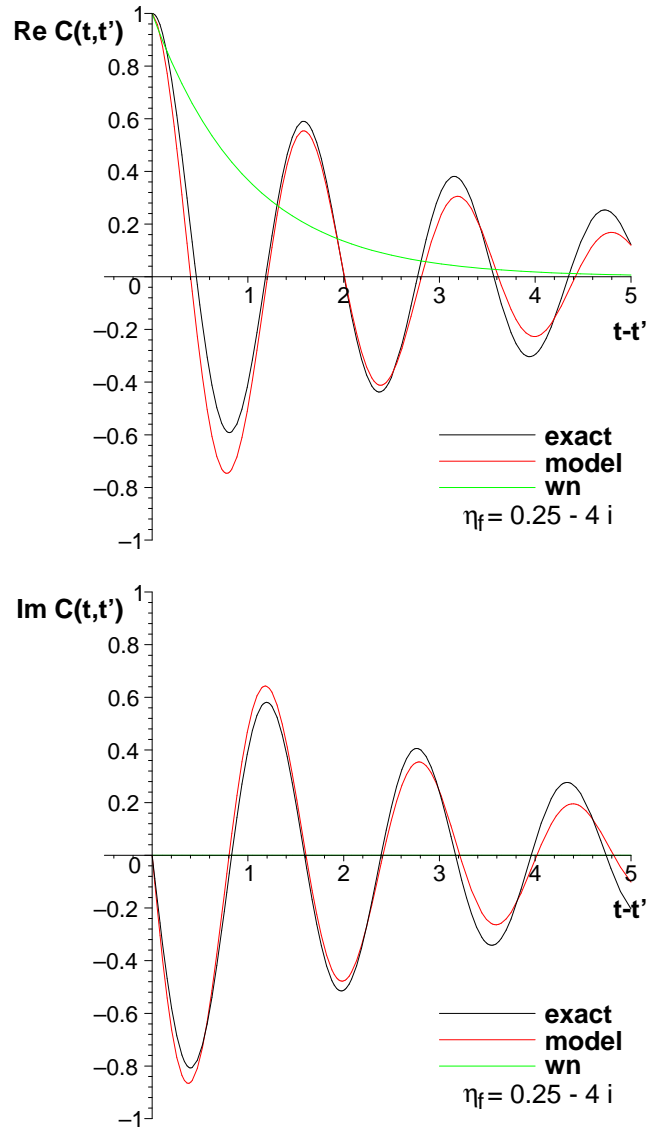 Re C(t,t’)
1
0.8
0.6
0.4
0.2
0
–0.2
–0.4
–0.6
–0.8
–1
1 2 3 4 5
t-t’
exact
model
wn
ηf = 0.25 - 4 i
Im C(t,t’)
1
0.8
0.6
0.4
0.2
0
–0.2
–0.4
–0.6
–0.8
–1
1 2 3 4 5
t-t’
exact
model
wn
ηf = 0.25 - 4 i